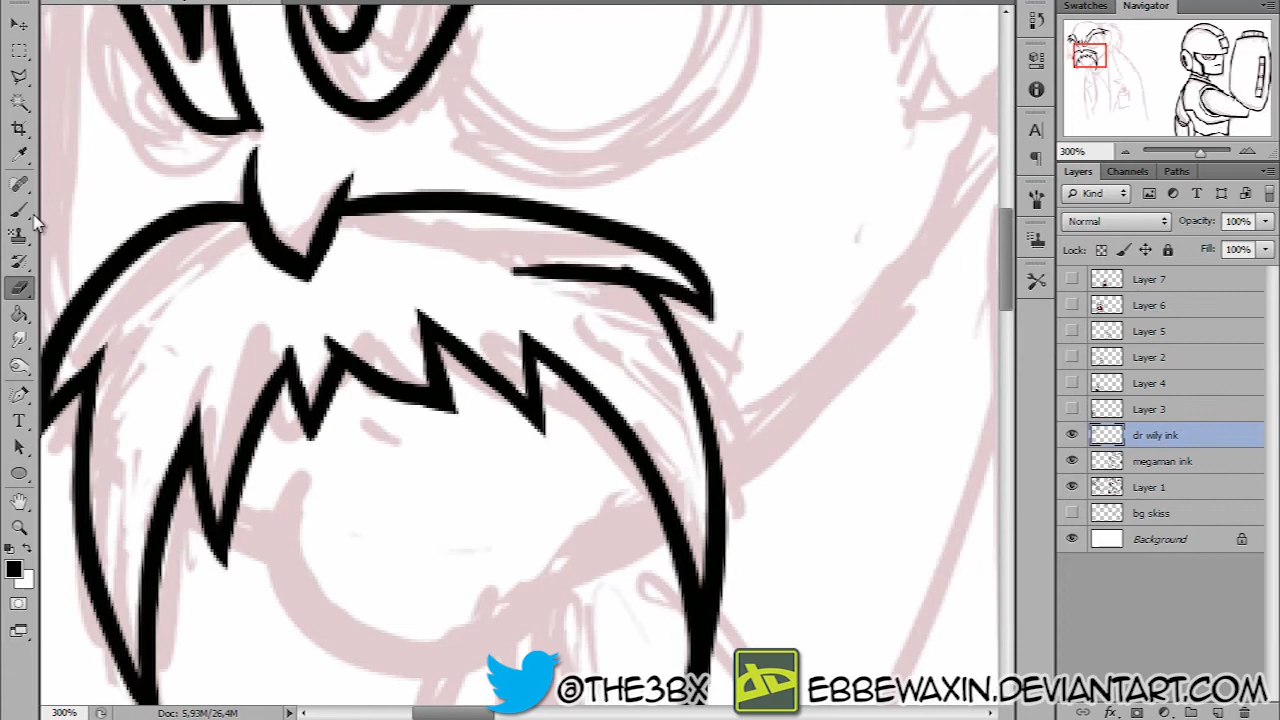 Swatches Navigator
300%
Layers Channels Paths
Kind
Normal Opacity: 100%
Lock: Fill: 100%
Layer 7
Layer 6
Layer 5
Layer 2
Layer 4
Layer 3
dr wily ink
megaman ink
Layer 1
bg skiss
Background
@THE3BX EBBEWAXIN.DEVIANTART.COM
300% Doc: 5,93M/26,4M